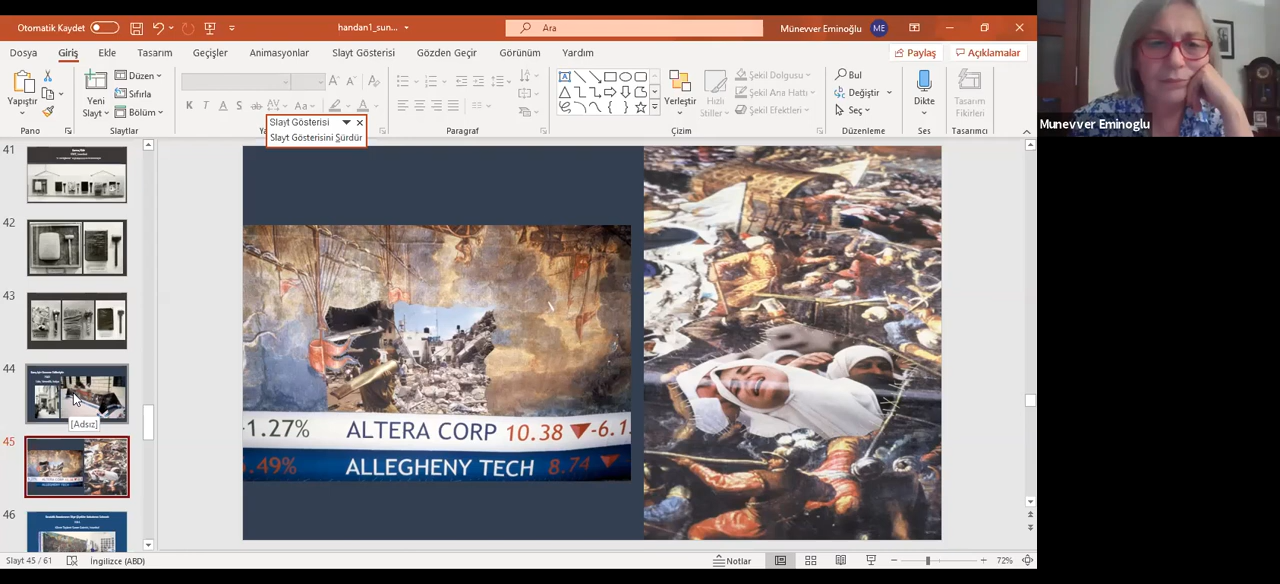 Otomatik Kaydet
handan1_sun...
Ara
Münevver Eminoğlu
ME
Dosya
Giriş
Ekle
Tasarım
Geçişler
Animasyonlar
Slayt Gösterisi
Gözden Geçir
Görünüm
Yardım
Paylaş
Açıklamalar
Yapıştır
Yeni
Slayt
Düzen
Sıfırla
Bölüm
Yerleştir
Hızlı
Stiller
Şekil Dolgusu
Şekil Ana Hattı
Şekil Efektleri
Bul
Değiştir
Seç
Dikte
Tasarım
Fikirleri
Pano
Slaytlar
Slayt Gösterisi
Slayt Gösterisini Sürdür
Paragraf
Çizim
Düzenleme
Ses
Tasarımcı
Munevver Eminoglu
41
42
43
44
[Adsız]
45
46
1.27% ALTERA CORP 10.38 ▼-6.1
.49% ALLEGHENY TECH 8.74 ▼
Slayt 45 / 61
İngilizce (ABD)
Notlar
72%